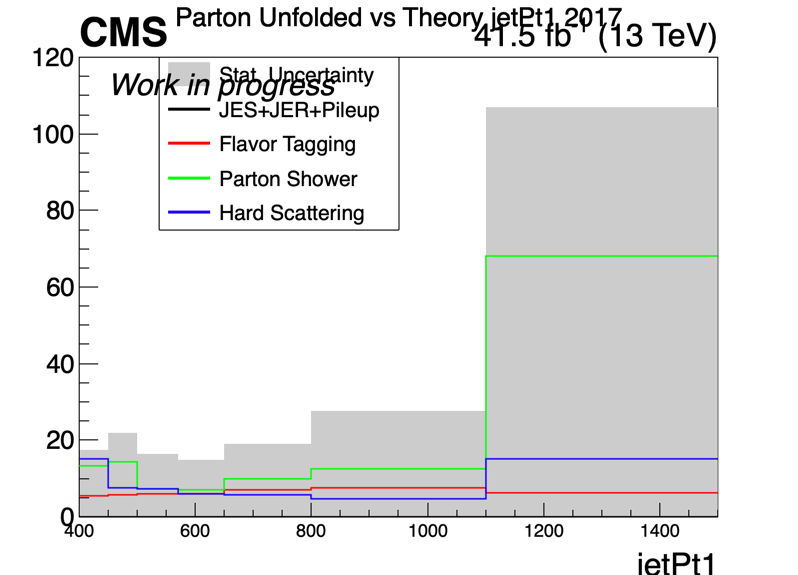 Parton Unfolded vs Theory jetPt1 2017
CMS
41.5 fb⁻¹ (13 TeV)
Work in progress
Stat. Uncertainty
JES+JER+Pileup
Flavor Tagging
Parton Shower
Hard Scattering
120
100
80
60
40
20
0
400 600 800 1000 1200 1400
jetPt1